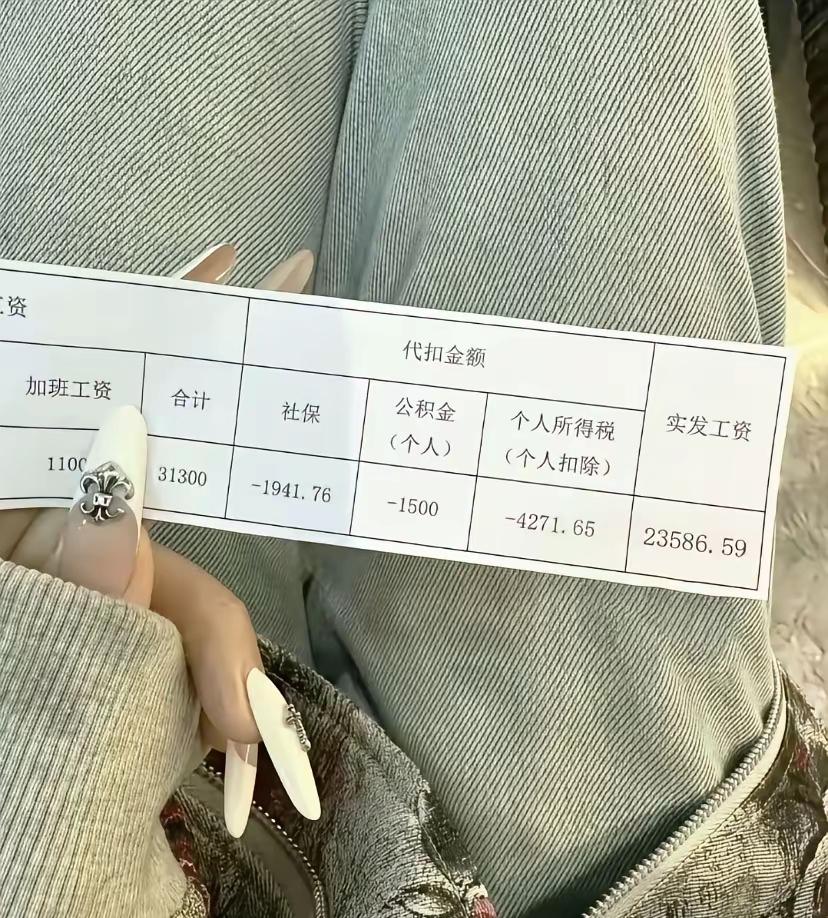 工资
代扣金额
实发工资
加班工资
合计
社保
公积金
（个人）
个人所得税
（个人扣除）
1100
31300
-1941.76
-1500
-4271.65
23586.59